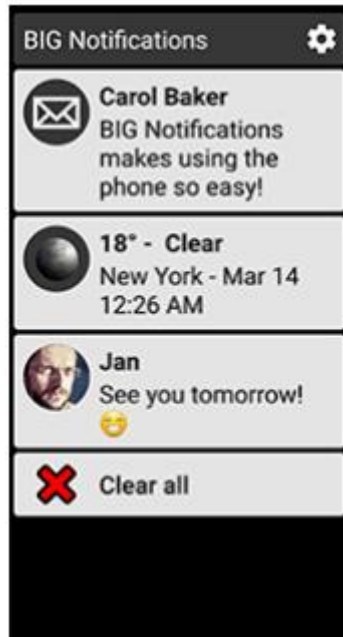 BIG Notifications
Carol Baker
BIG Notifications
makes using the
phone so easy!
18° - Clear
New York - Mar 14
12:26 AM
Jan
See you tomorrow!
😁
Clear all